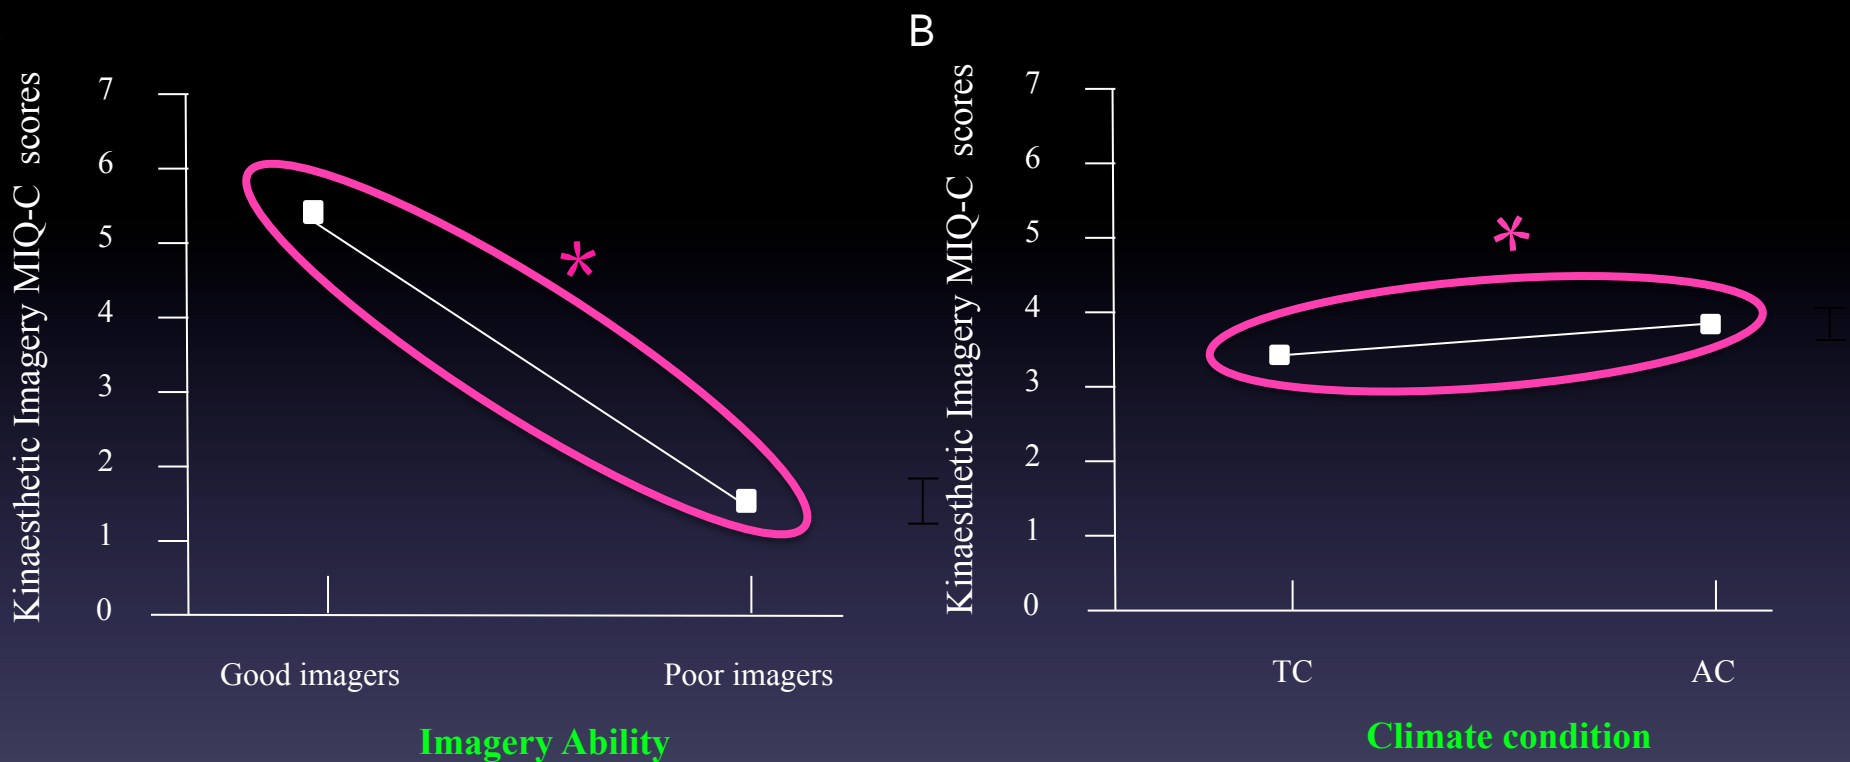 B
Kinaesthetic Imagery MIQ-C scores
7
6
5
4
3
2
1
0
*
Good imagers
Poor imagers
Imagery Ability
Kinaesthetic Imagery MIQ-C scores
7
6
5
4
3
2
1
0
*
TC
AC
Climate condition